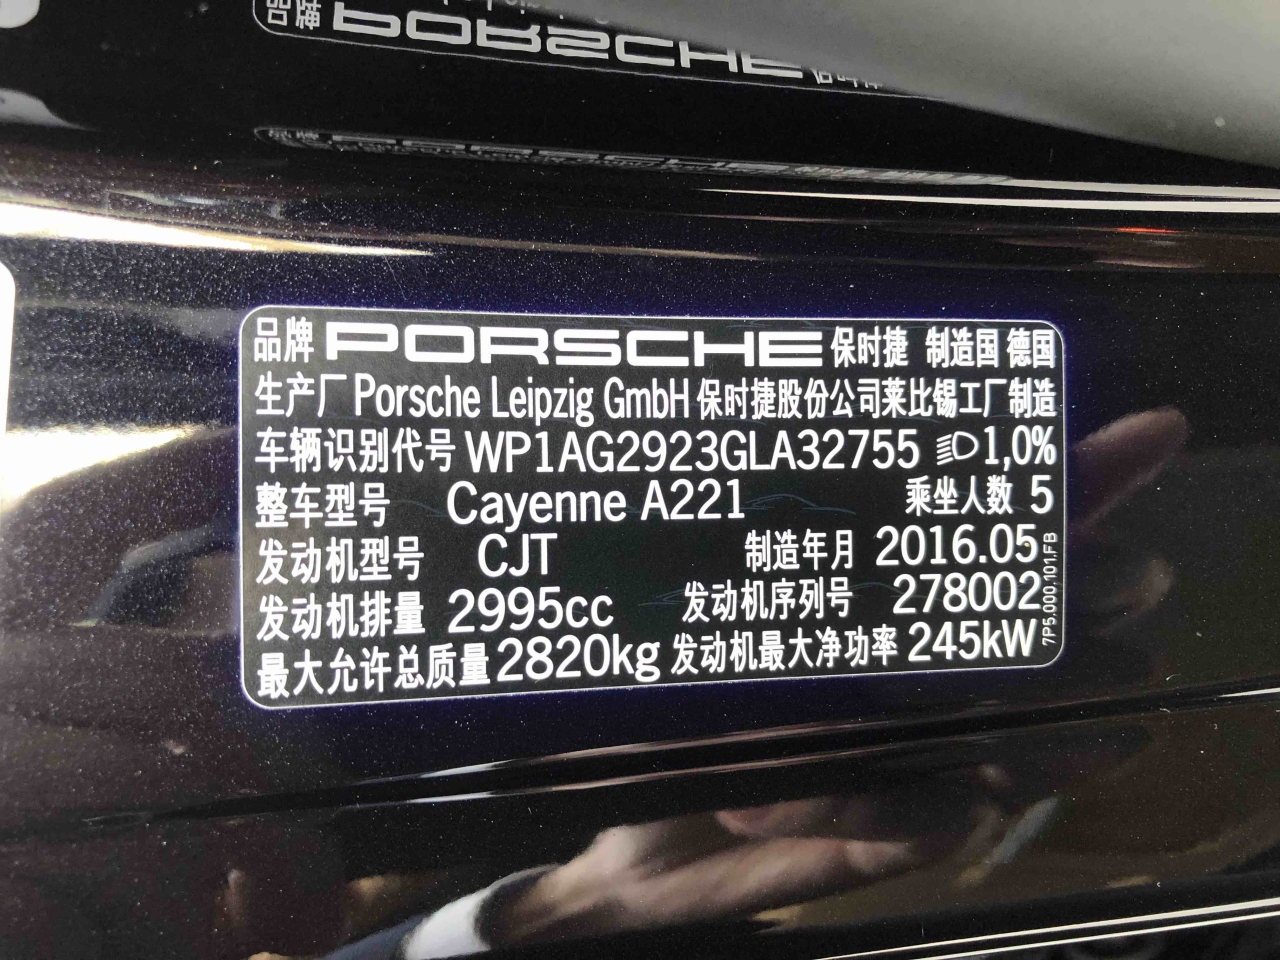 品牌 PORSCHE 保时捷 制造国 德国
生产厂 Porsche Leipzig GmbH 保时捷股份公司莱比锡工厂制造
车辆识别代号 WP1AG2923GLA32755 1,0%
整车型号 Cayenne A221 乘坐人数 5
发动机型号 CJT 制造年月 2016.05
发动机排量 2995cc 发动机序列号 278002
最大允许总质量 2820kg 发动机最大净功率 245kW
7P5.000.101.FB